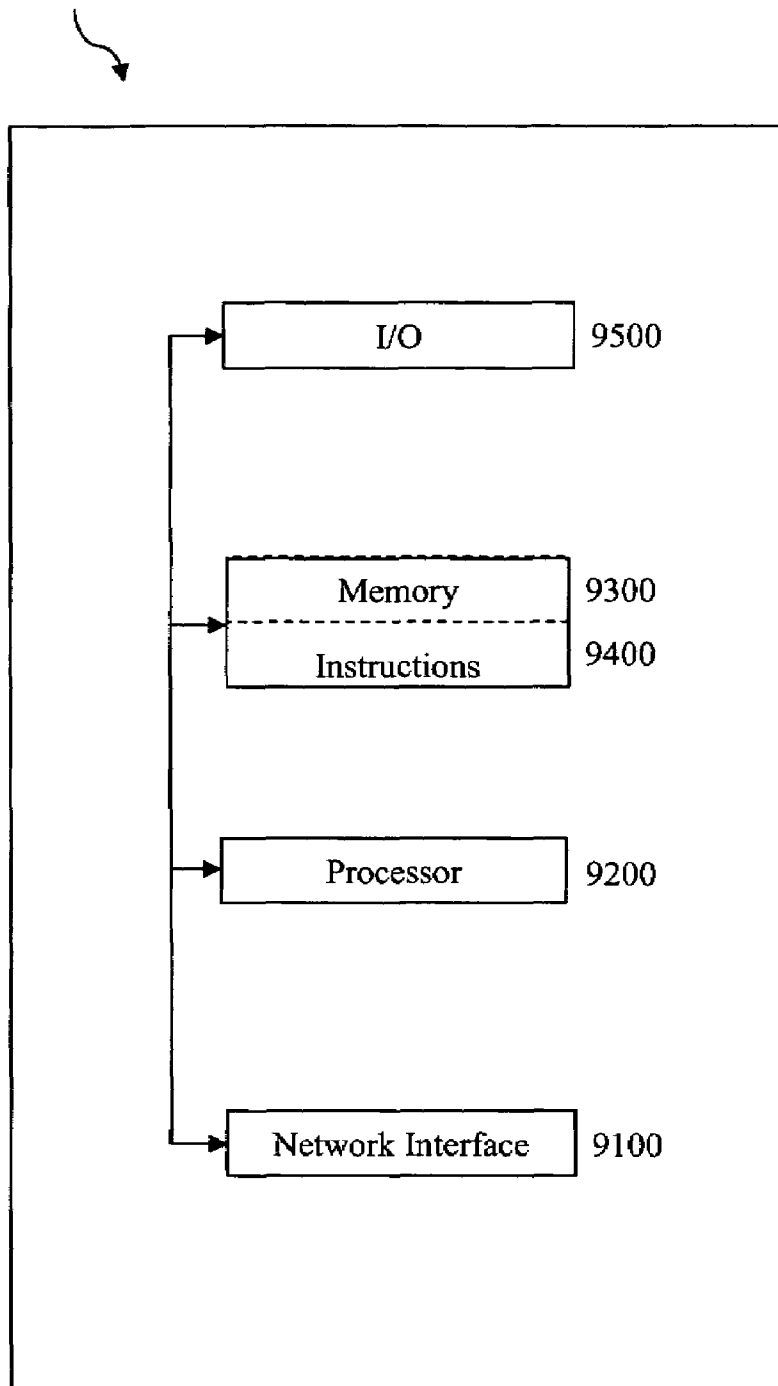 I/O 9500
Memory 9300
Instructions 9400
Processor 9200
Network Interface 9100